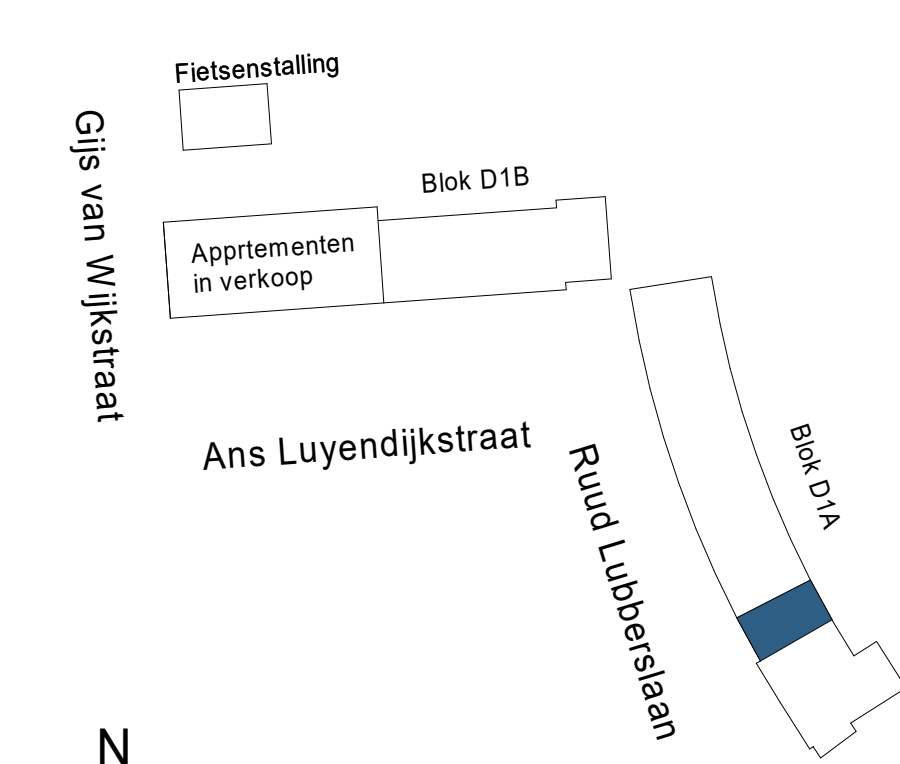 Fietsenstalling
Gijs van Wijkstraat
Blok D1B
Apprtementen
in verkoop
Ans Luyendijkstraat
Ruud Lubberslaan
Blok D1A
N